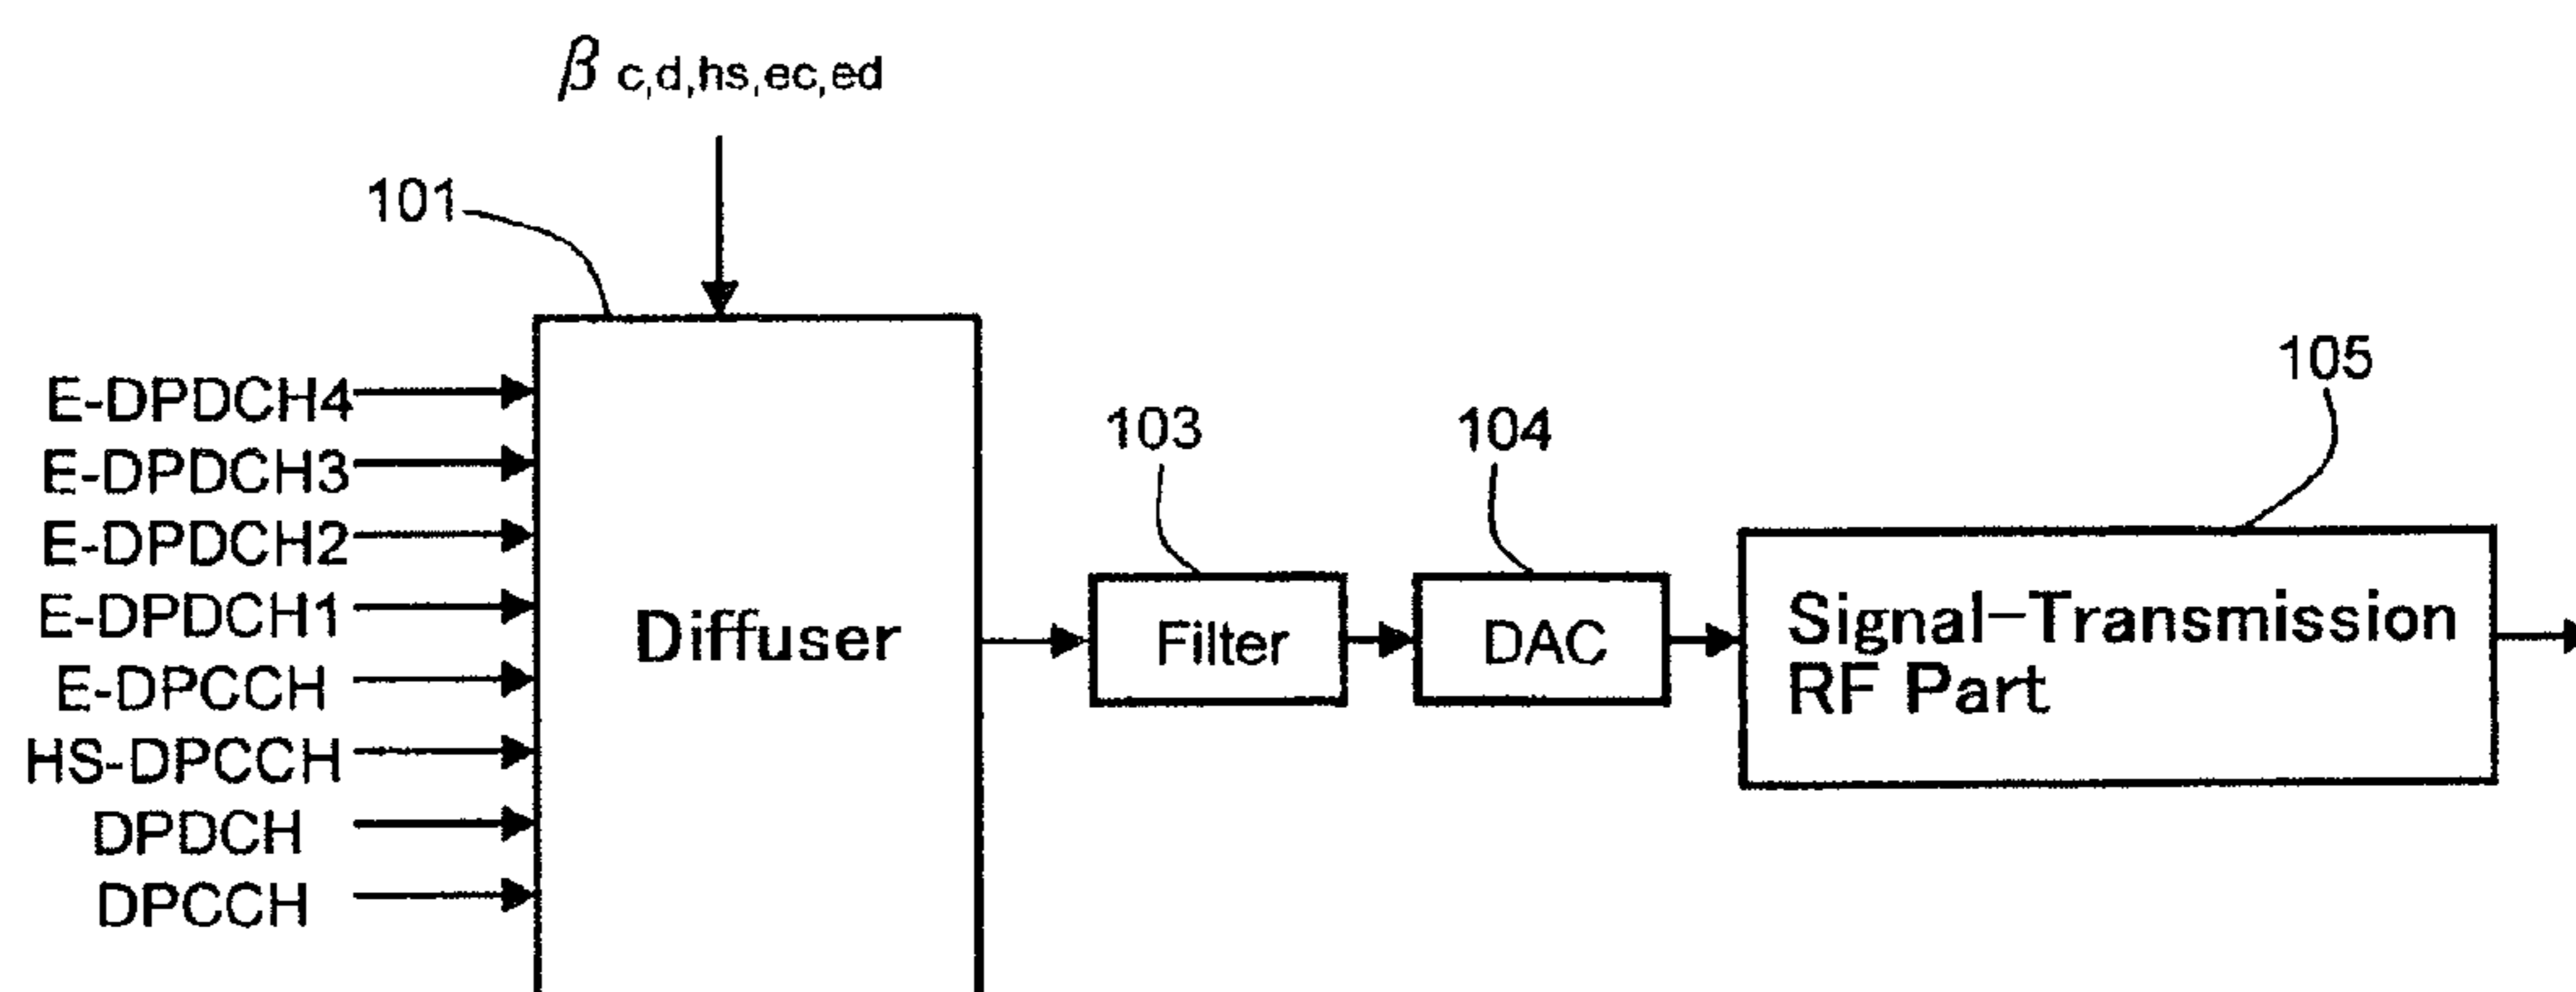 β c,d,hs,ec,ed
101
E-DPDCH4
E-DPDCH3
E-DPDCH2
E-DPDCH1
E-DPCCH
HS-DPCCH
DPDCH
DPCCH
Diffuser
103
Filter
104
DAC
105
Signal-Transmission
RF Part